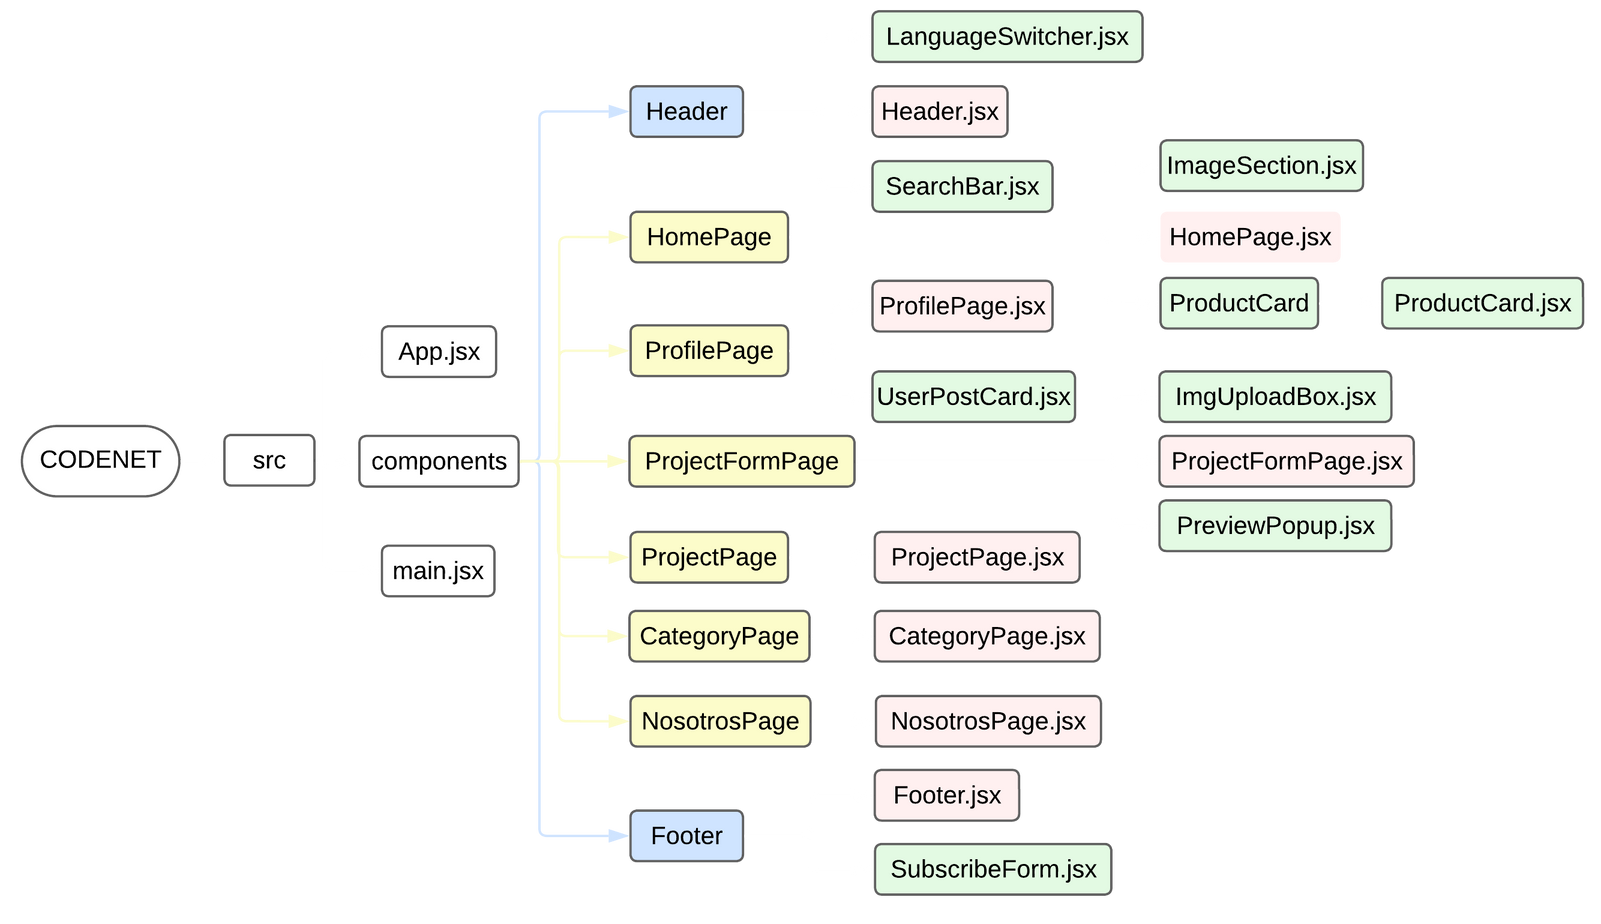 LanguageSwitcher.jsx
Header
Header.jsx
ImageSection.jsx
SearchBar.jsx
HomePage
HomePage.jsx
ProfilePage.jsx
ProductCard
ProductCard.jsx
App.jsx
ProfilePage
UserPostCard.jsx
ImgUploadBox.jsx
CODENET
src
components
ProjectFormPage
ProjectFormPage.jsx
PreviewPopup.jsx
main.jsx
ProjectPage
ProjectPage.jsx
CategoryPage
CategoryPage.jsx
NosotrosPage
NosotrosPage.jsx
Footer.jsx
Footer
SubscribeForm.jsx